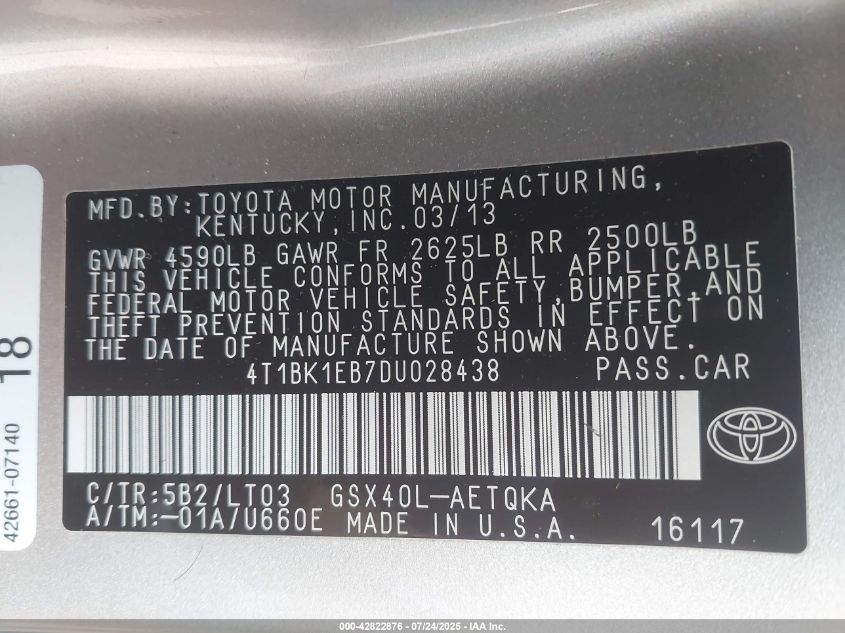 MFD.BY:TOYOTA MOTOR MANUFACTURING,
KENTUCKY,INC.03/13
GVWR 4590LB GAWR FR 2625LB RR 2500LB
THIS VEHICLE CONFORMS TO ALL APPLICABLE
FEDERAL MOTOR VEHICLE SAFETY,BUMPER,AND
THEFT PREVENTION STANDARDS IN EFFECT ON
THE DATE OF MANUFACTURE SHOWN ABOVE.
4T1BK1EB7DU028438 PASS.CAR
C/TR:5B2/LT03 GSX40L-AETQKA
A/TM:-01A/U660E MADE IN U.S.A. 16117
42661-07140
18
000-42822876 - 07/24/2025 - IAA Inc.